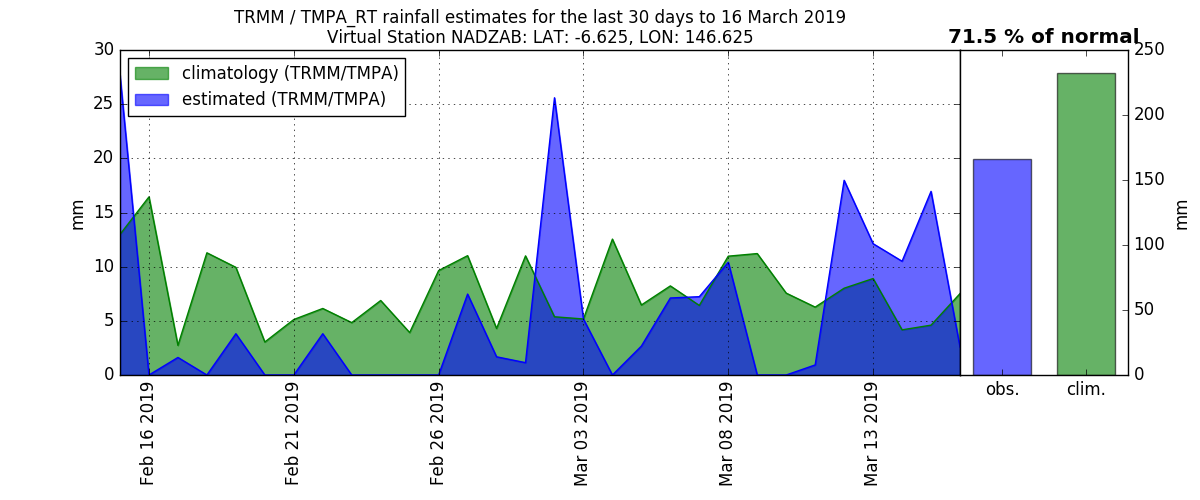 TRMM / TMPA_RT rainfall estimates for the last 30 days to 16 March 2019
Virtual Station NADZAB: LAT: -6.625, LON: 146.625
71.5 % of normal
climatology (TRMM/TMPA)
estimated (TRMM/TMPA)
30
25
20
15
10
5
0
mm
250
200
150
100
50
0
mm
Feb 16 2019
Feb 21 2019
Feb 26 2019
Mar 03 2019
Mar 08 2019
Mar 13 2019
obs.
clim.